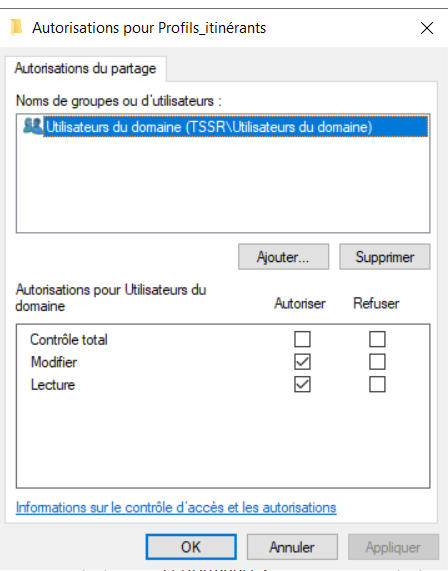 Autorisations pour Profils_itinérants
Autorisations du partage
Noms de groupes ou d'utilisateurs :
Utilisateurs du domaine (TSSR\Utilisateurs du domaine)
Ajouter...
Supprimer
Autorisations pour Utilisateurs du
domaine
Autoriser
Refuser
Contrôle total
Modifier
Lecture
Informations sur le contrôle d'accès et les autorisations
OK
Annuler
Appliquer